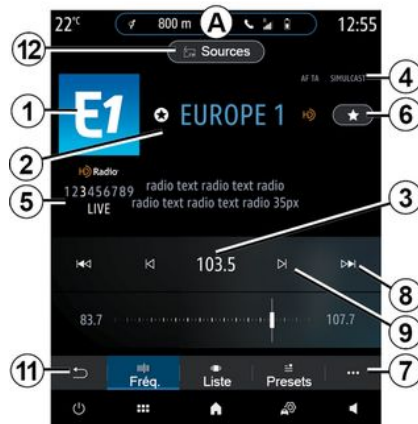 22°C 800 m A 12:55
12 Sources
AF TA SIMULCAST 4
1 E1
EUROPE 1 HD 6
2
HD Radio
5 123456789 radio text radio text radio
LIVE radio text radio text radio 35px
3
103.5
8
83.7 107.7
9
11 Fréq. Liste Presets ... 7